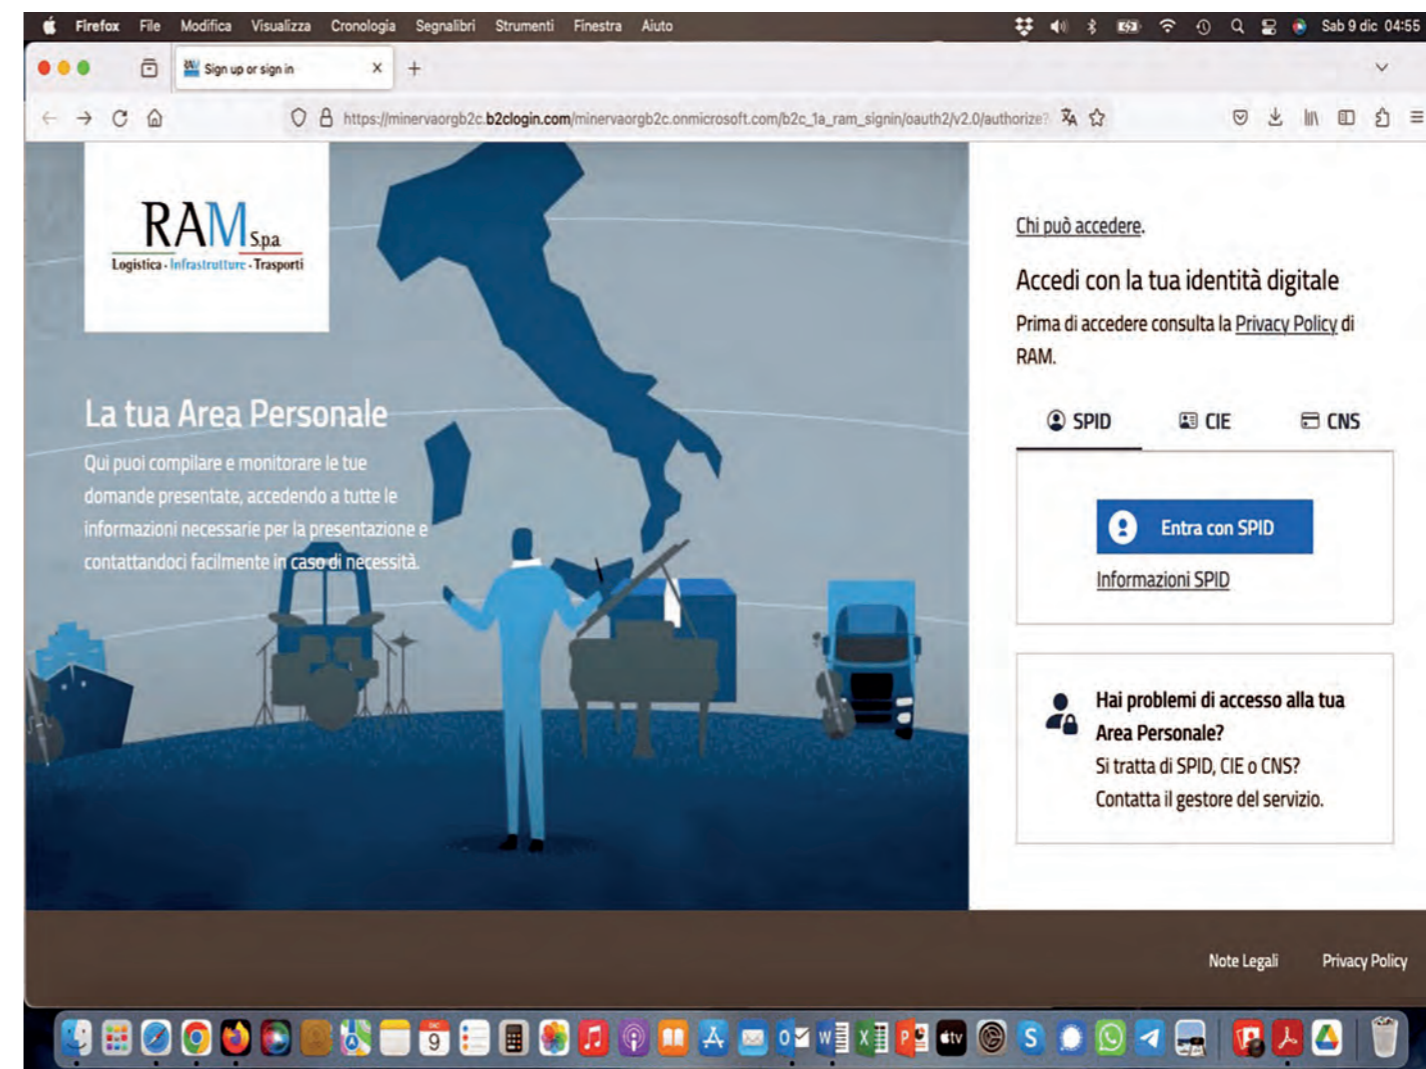 Firefox File Modifica Visualizza Cronologia Segnalibri Strumenti Finestra Aiuto Sab 9 dic 04:55
Sign up or sign in
https://minervaorgb2c.b2clogin.com/minervaorgb2c.onmicrosoft.com/b2c_1a_ram_signin/oauth2/v2.0/authorize?
RAM S.p.a.
Logistica - Infrastrutture - Trasporti
La tua Area Personale
Qui puoi compilare e monitorare le tue
domande presentate, accedendo a tutte le
informazioni necessarie per la presentazione e
contattandoci facilmente in caso di necessità.
Chi può accedere.
Accedi con la tua identità digitale
Prima di accedere consulta la Privacy Policy di
RAM.
SPID CIE CNS
Entra con SPID
Informazioni SPID
Hai problemi di accesso alla tua
Area Personale?
Si tratta di SPID, CIE o CNS?
Contatta il gestore del servizio.
Note Legali Privacy Policy
DIC
9
tv